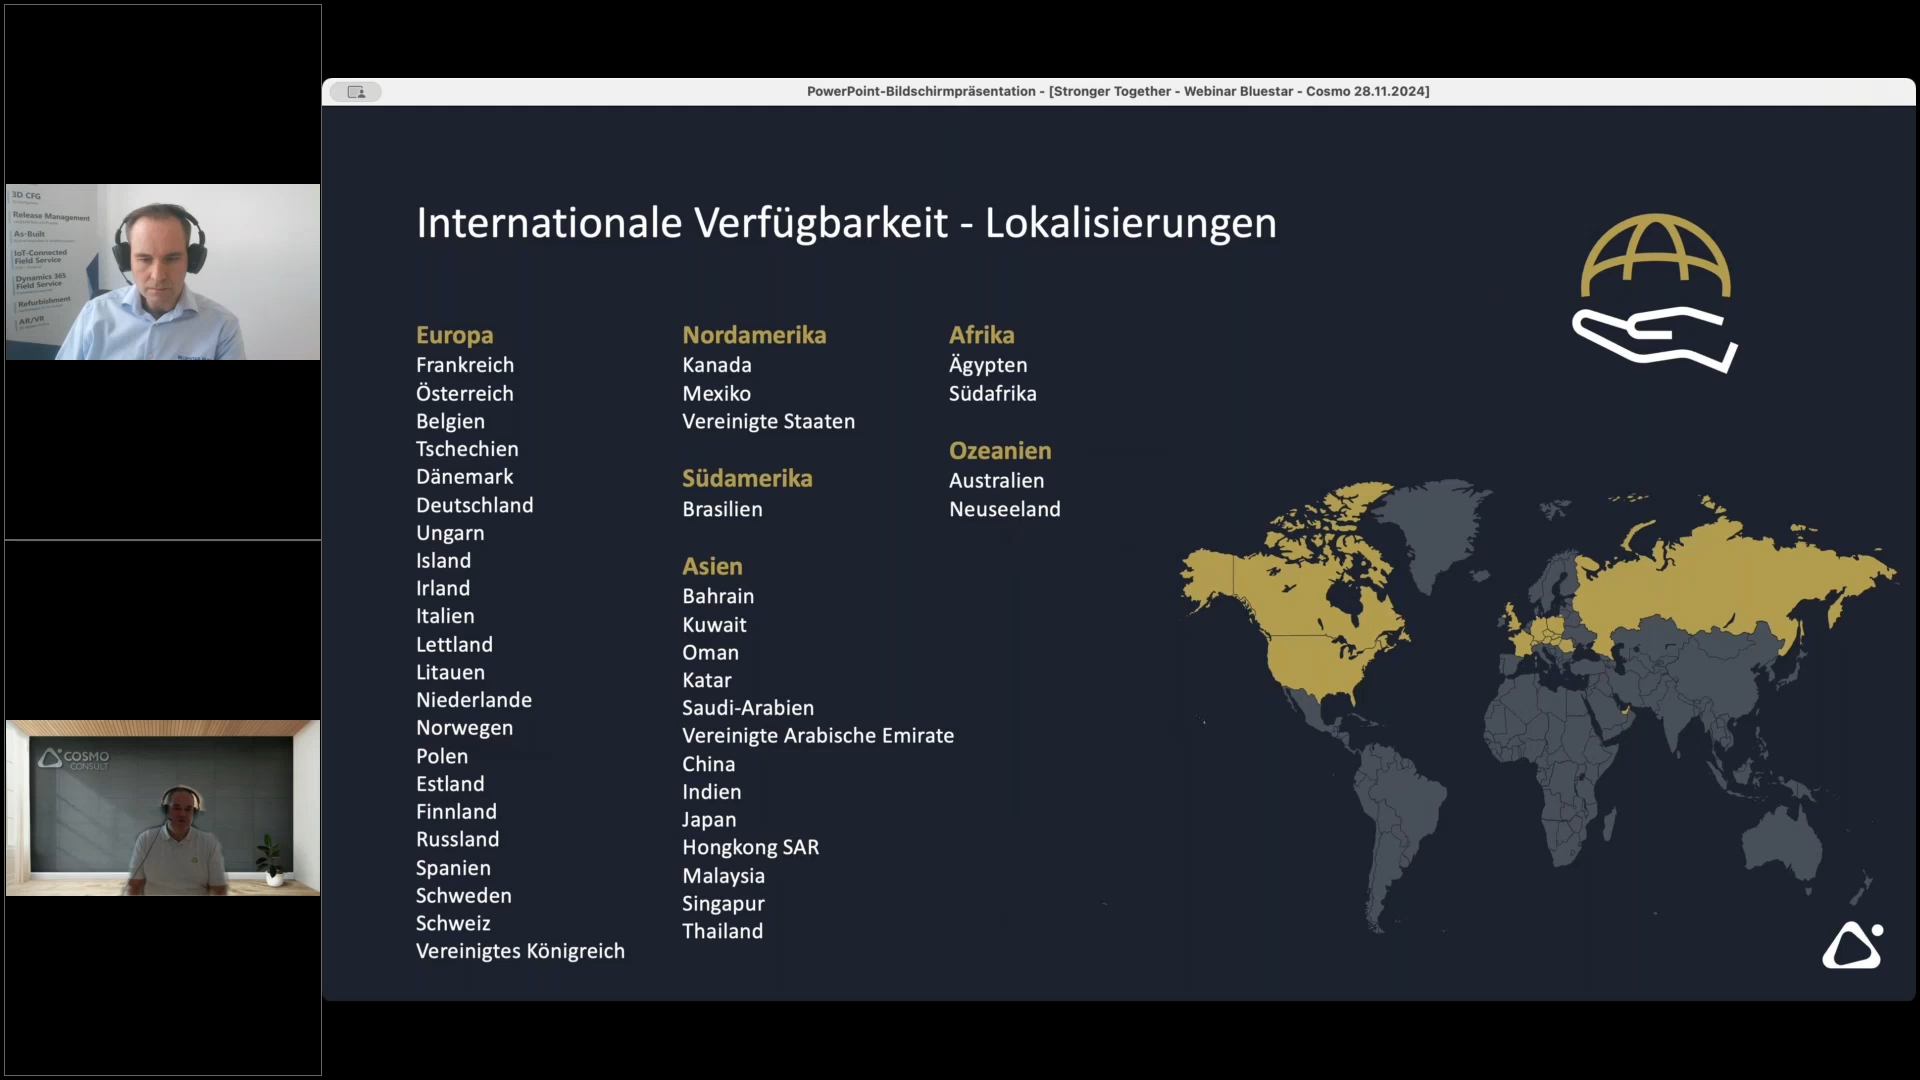 PowerPoint-Bildschirmpräsentation - [Stronger Together - Webinar Bluestar - Cosmo 28.11.2024]
3D CFG
Release Management
As-Built
IoT-Connected
Field Service
Dynamics 365
Field Service
Refurbishment
AR/VR
COSMO
CONSULT
Internationale Verfügbarkeit - Lokalisierungen
Europa
Frankreich
Österreich
Belgien
Tschechien
Dänemark
Deutschland
Ungarn
Island
Irland
Italien
Lettland
Litauen
Niederlande
Norwegen
Polen
Estland
Finnland
Russland
Spanien
Schweden
Schweiz
Vereinigtes Königreich
Nordamerika
Kanada
Mexiko
Vereinigte Staaten
Südamerika
Brasilien
Asien
Bahrain
Kuwait
Oman
Katar
Saudi-Arabien
Vereinigte Arabische Emirate
China
Indien
Japan
Hongkong SAR
Malaysia
Singapur
Thailand
Afrika
Ägypten
Südafrika
Ozeanien
Australien
Neuseeland